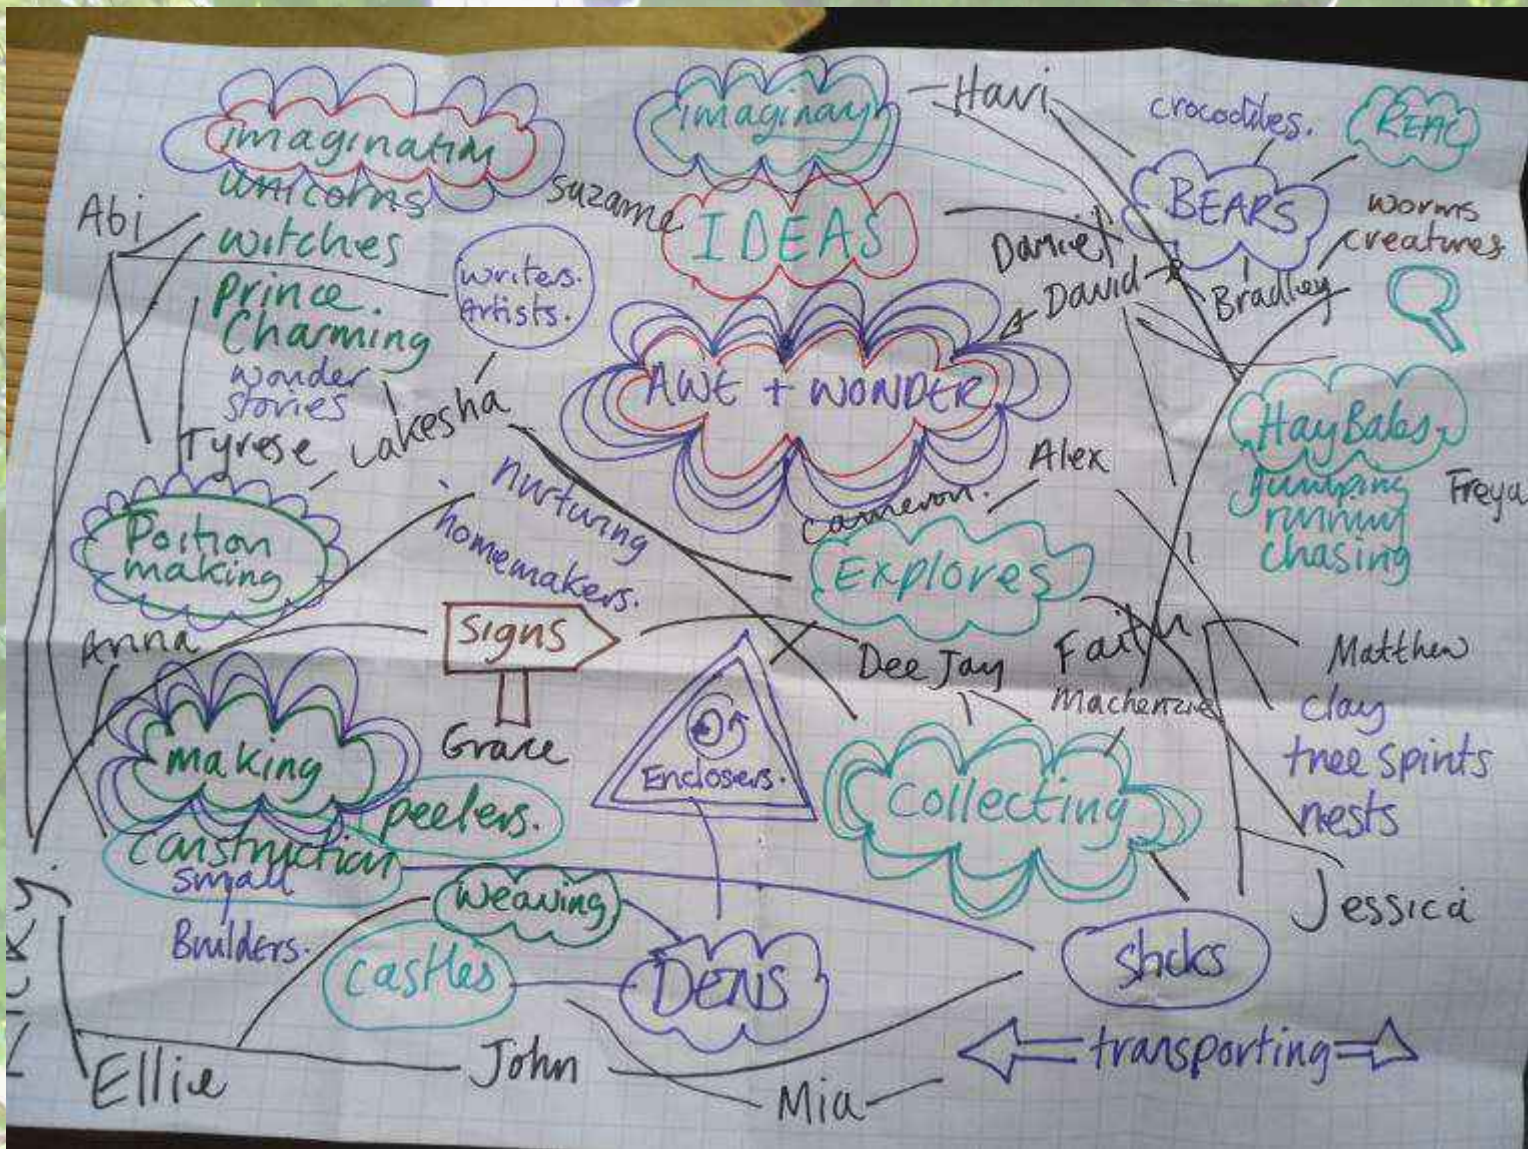 imagination
unicorns
witches
Prince
Charming
wonder
stories
Abi
Suzanne
imaginary
IDEAS
Havi
crocodiles.
REAL
BEARS
worms
creatures
Daniel
David
Bradley
writers.
Artists.
AWE + WONDER
Hay Bales
Jumping
running
chasing
Freya
Tyrese
Lakesha
Alex
Cameron.
nurturing
homemakers.
Explores
Potion
making
Anna
Signs
Grace
Dee Jay
Faith
Mackenzie
Matthew
clay
tree spirits
nests
making
peelers.
Enclosers.
Collecting
construction
small
Builders.
weaving
castles
DENS
sticks
Jessica
transporting
Ellie
John
Mia